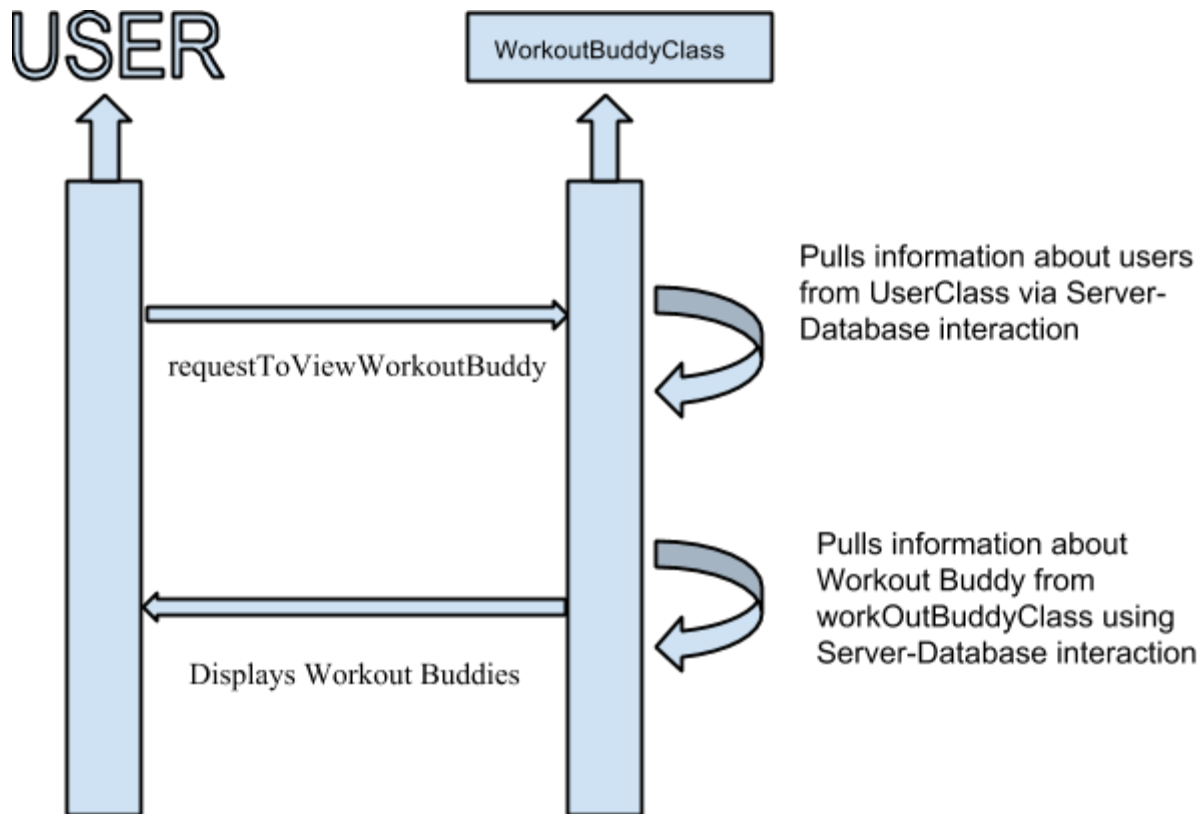 USER
WorkoutBuddyClass
Pulls information about users
from UserClass via Server-
Database interaction
requestToViewWorkoutBuddy
Pulls information about
Workout Buddy from
workOutBuddyClass using
Server-Database interaction
Displays Workout Buddies